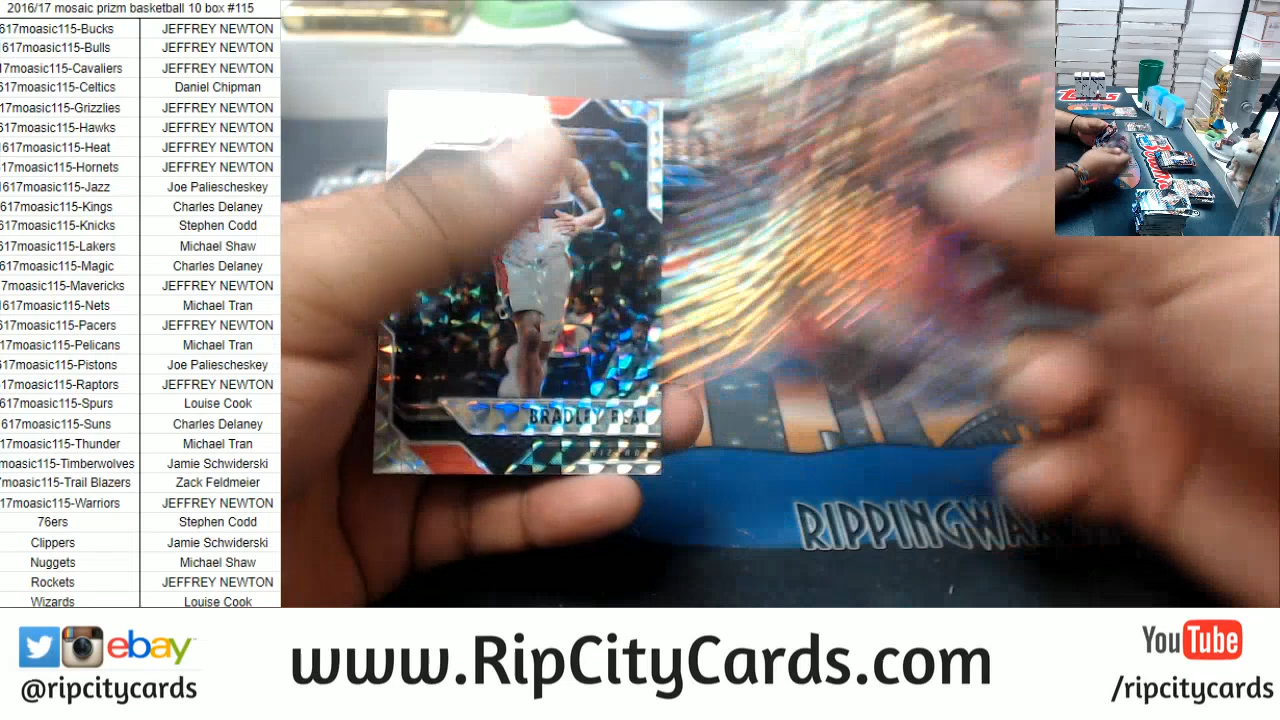 2016/17 mosaic prizm basketball 10 box #115
617moasic115-Bucks JEFFREY NEWTON
1617moasic115-Bulls JEFFREY NEWTON
17moasic115-Cavaliers JEFFREY NEWTON
617moasic115-Celtics Daniel Chipman
17moasic115-Grizzlies JEFFREY NEWTON
617moasic115-Hawks JEFFREY NEWTON
1617moasic115-Heat JEFFREY NEWTON
617moasic115-Hornets JEFFREY NEWTON
1617moasic115-Jazz Joe Paliescheskey
617moasic115-Kings Charles Delaney
617moasic115-Knicks Stephen Codd
617moasic115-Lakers Michael Shaw
617moasic115-Magic Charles Delaney
7moasic115-Mavericks JEFFREY NEWTON
1617moasic115-Nets Michael Tran
617moasic115-Pacers JEFFREY NEWTON
17moasic115-Pelicans Michael Tran
617moasic115-Pistons Joe Paliescheskey
17moasic115-Raptors JEFFREY NEWTON
617moasic115-Spurs Louise Cook
617moasic115-Suns Charles Delaney
17moasic115-Thunder Michael Tran
moasic115-Timberwolves Jamie Schwiderski
moasic115-Trail Blazers Zack Feldmeier
17moasic115-Warriors JEFFREY NEWTON
76ers Stephen Codd
Clippers Jamie Schwiderski
Nuggets Michael Shaw
Rockets JEFFREY NEWTON
Wizards Louise Cook
BRADLEY BEAL
RIPPINGWA
ebay
@ripcitycards
www.RipCityCards.com
YouTube
/ripcitycards